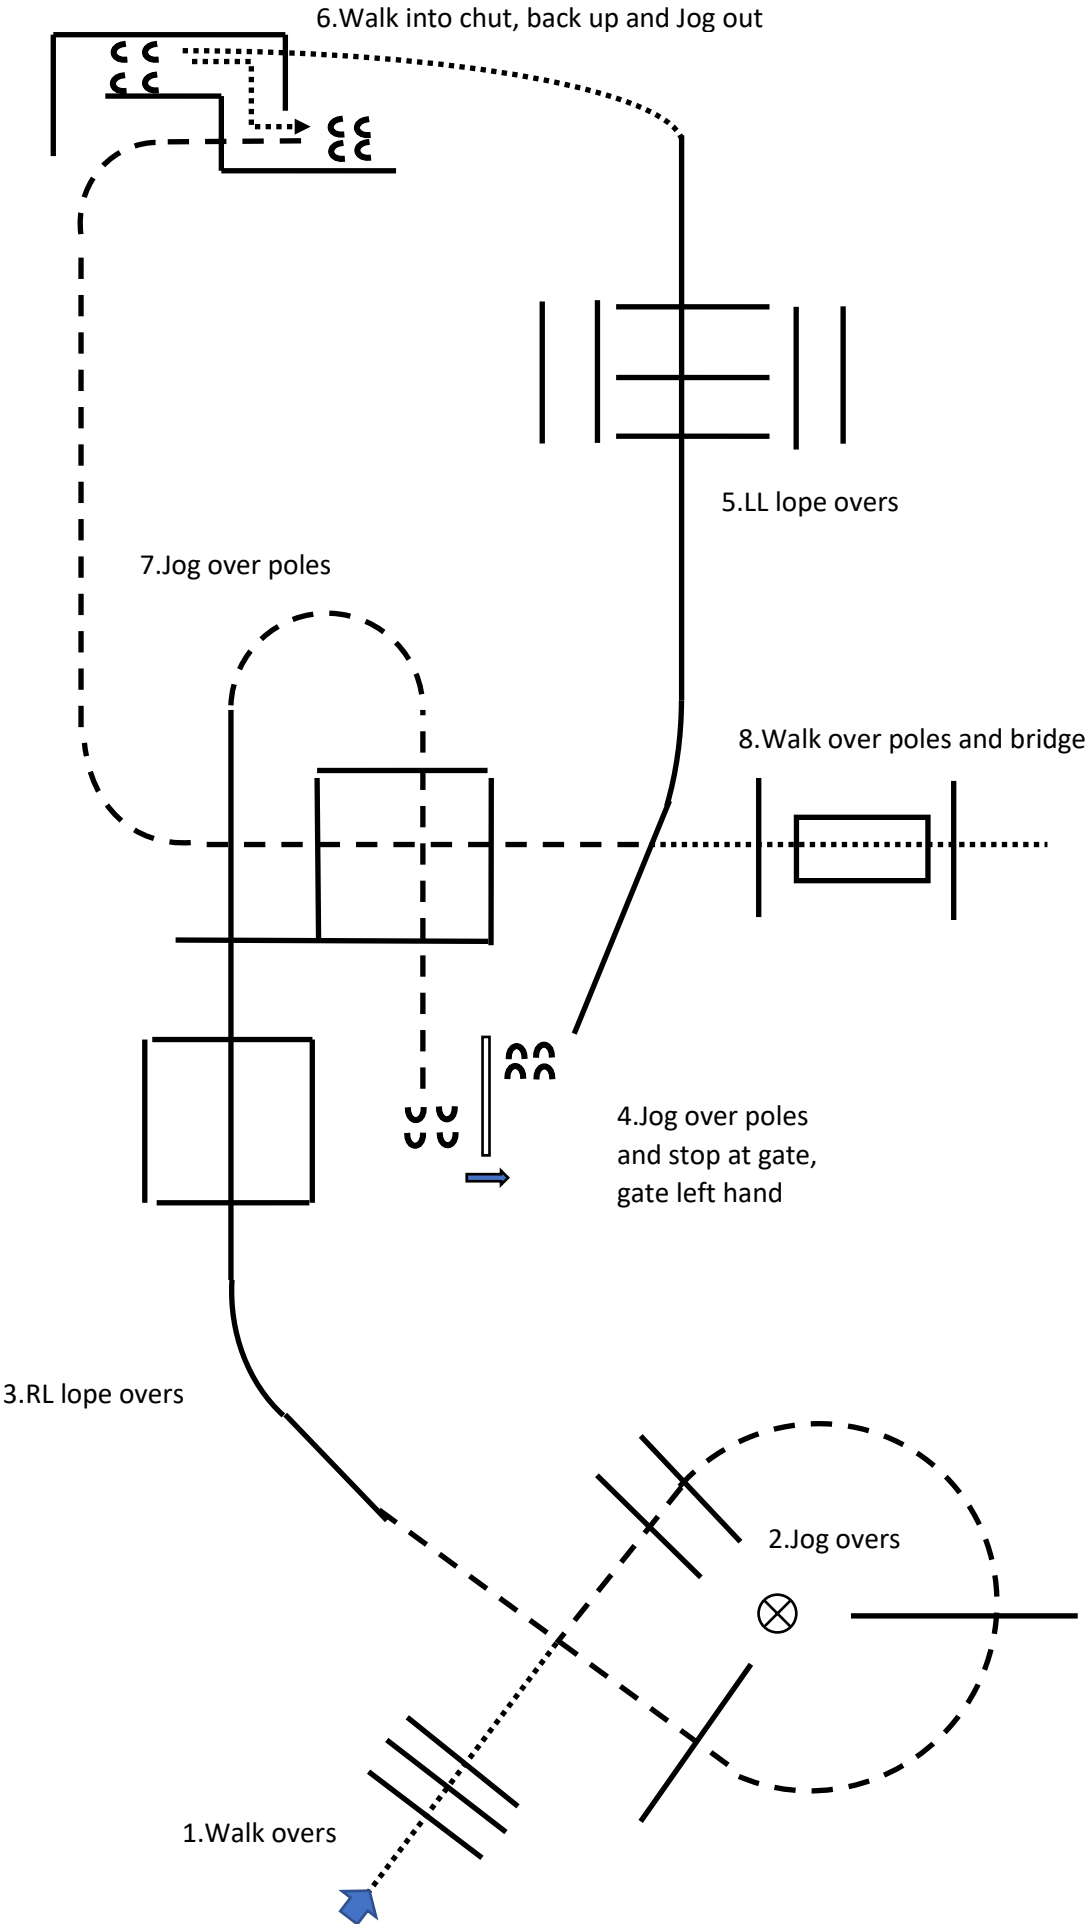 6.Walk into chut, back up and Jog out
5.LL lope overs
7.Jog over poles
8.Walk over poles and bridge
4.Jog over poles
and stop at gate,
gate left hand
3.RL lope overs
2.Jog overs
1.Walk overs